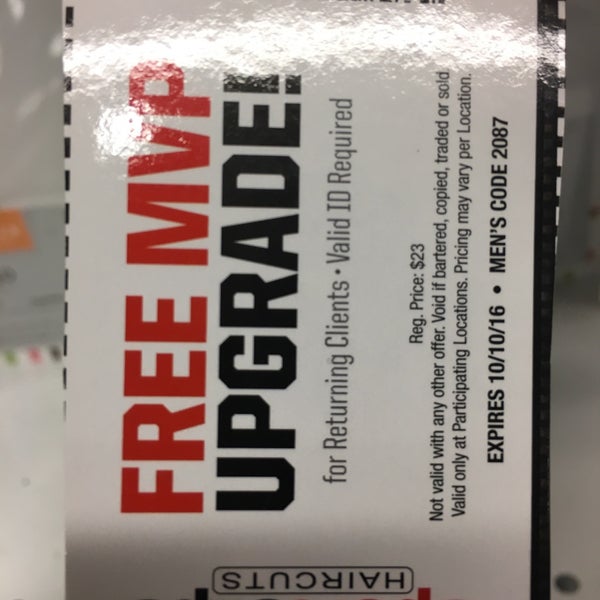 FREE MVP
UPGRADE!
for Returning Clients • Valid ID Required
Reg. Price: $23
Not valid with any other offer. Void if bartered, copied, traded or sold.
Valid only at Participating Locations. Pricing may vary per Location.
EXPIRES 10/10/16 • MEN'S CODE 2087
HAIRCUTS